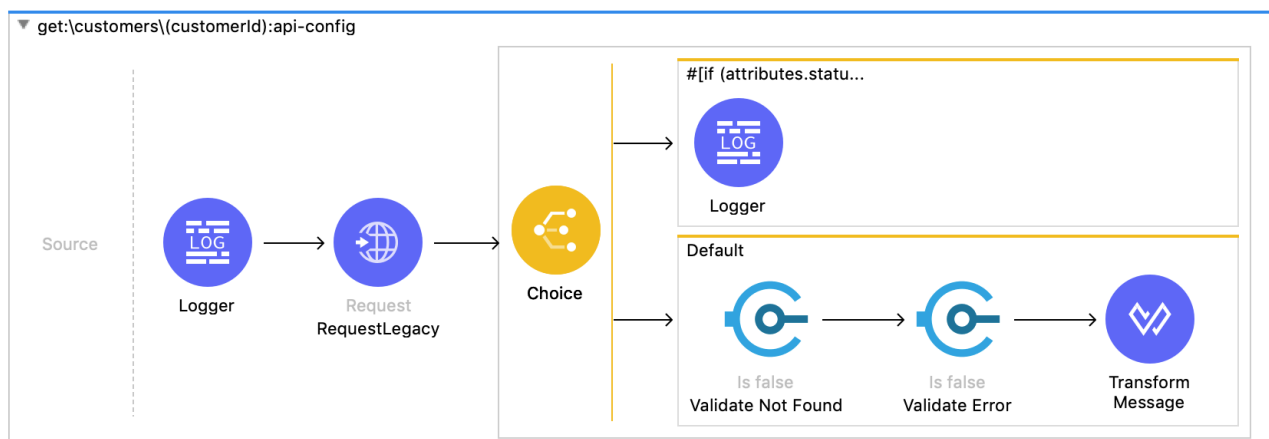 get:\customers\(customerId):api-config
#[if (attributes.statu...
LOG
Logger
Source
LOG
Logger
Request
RequestLegacy
Choice
Default
Is false
Validate Not Found
Is false
Validate Error
Transform
Message